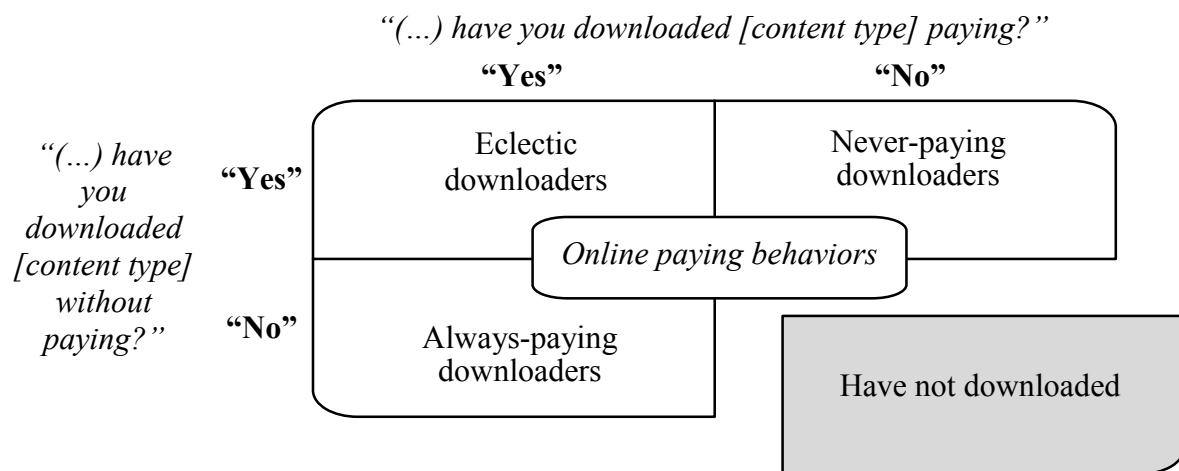 “(...) have you downloaded [content type] paying?”
“Yes”
“No”
“(...) have
you
downloaded
[content type]
without
paying?”
“Yes”
Eclectic
downloaders
Never-paying
downloaders
Online paying behaviors
“No”
Always-paying
downloaders
Have not downloaded